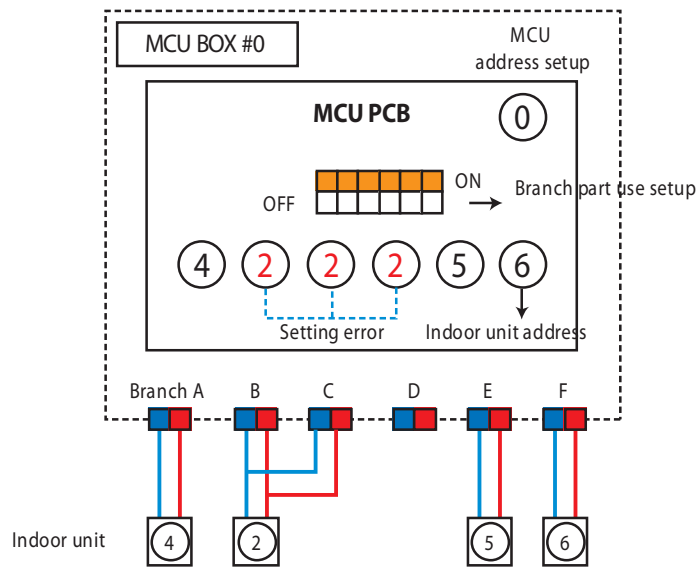 MCU BOX #0
MCU
address setup
MCU PCB
0
ON
OFF
Branch part use setup
4 2 2 2 5 6
Setting error
Indoor unit address
Branch A B C D E F
Indoor unit
4 2 5 6